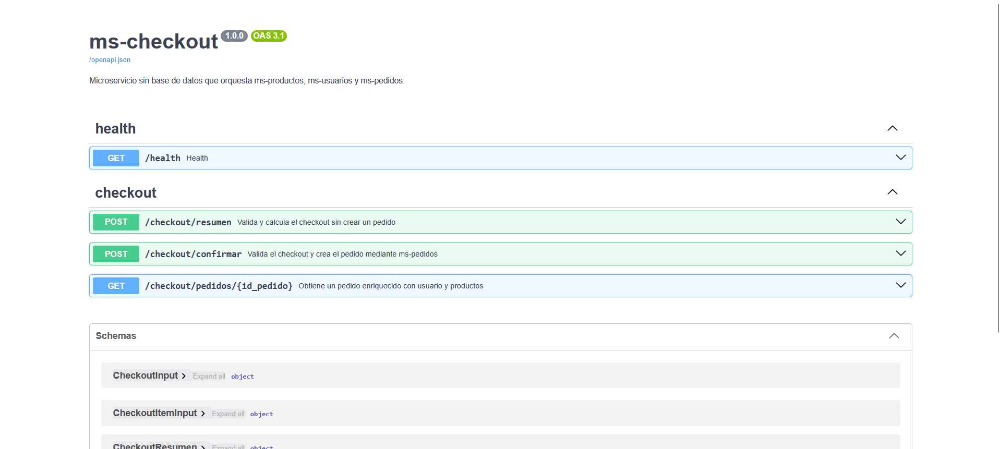 ms-checkout 1.0.0 OAS 3.1
/openapi.json
Microservicio sin base de datos que orquesta ms-productos, ms-usuarios y ms-pedidos.
health
GET /health Health
checkout
POST /checkout/resumen Valida y calcula el checkout sin crear un pedido
POST /checkout/confirmar Valida el checkout y crea el pedido mediante ms-pedidos
GET /checkout/pedidos/{id_pedido} Obtiene un pedido enriquecido con usuario y productos
Schemas
CheckoutInput Expand all object
CheckoutItemInput Expand all object
CheckoutResumen Expand all object